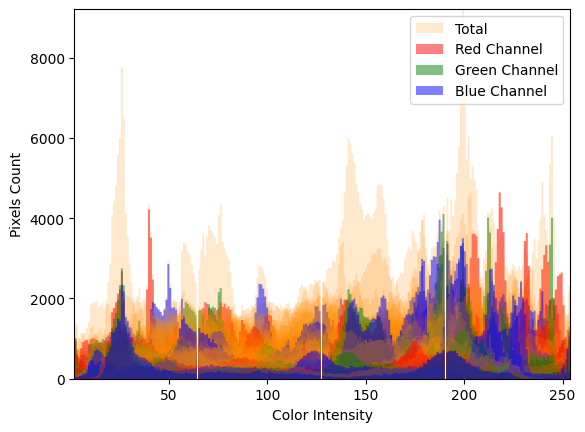 Total
Red Channel
Green Channel
Blue Channel
8000
6000
4000
2000
0
Pixels Count
50 100 150 200 250
Color Intensity